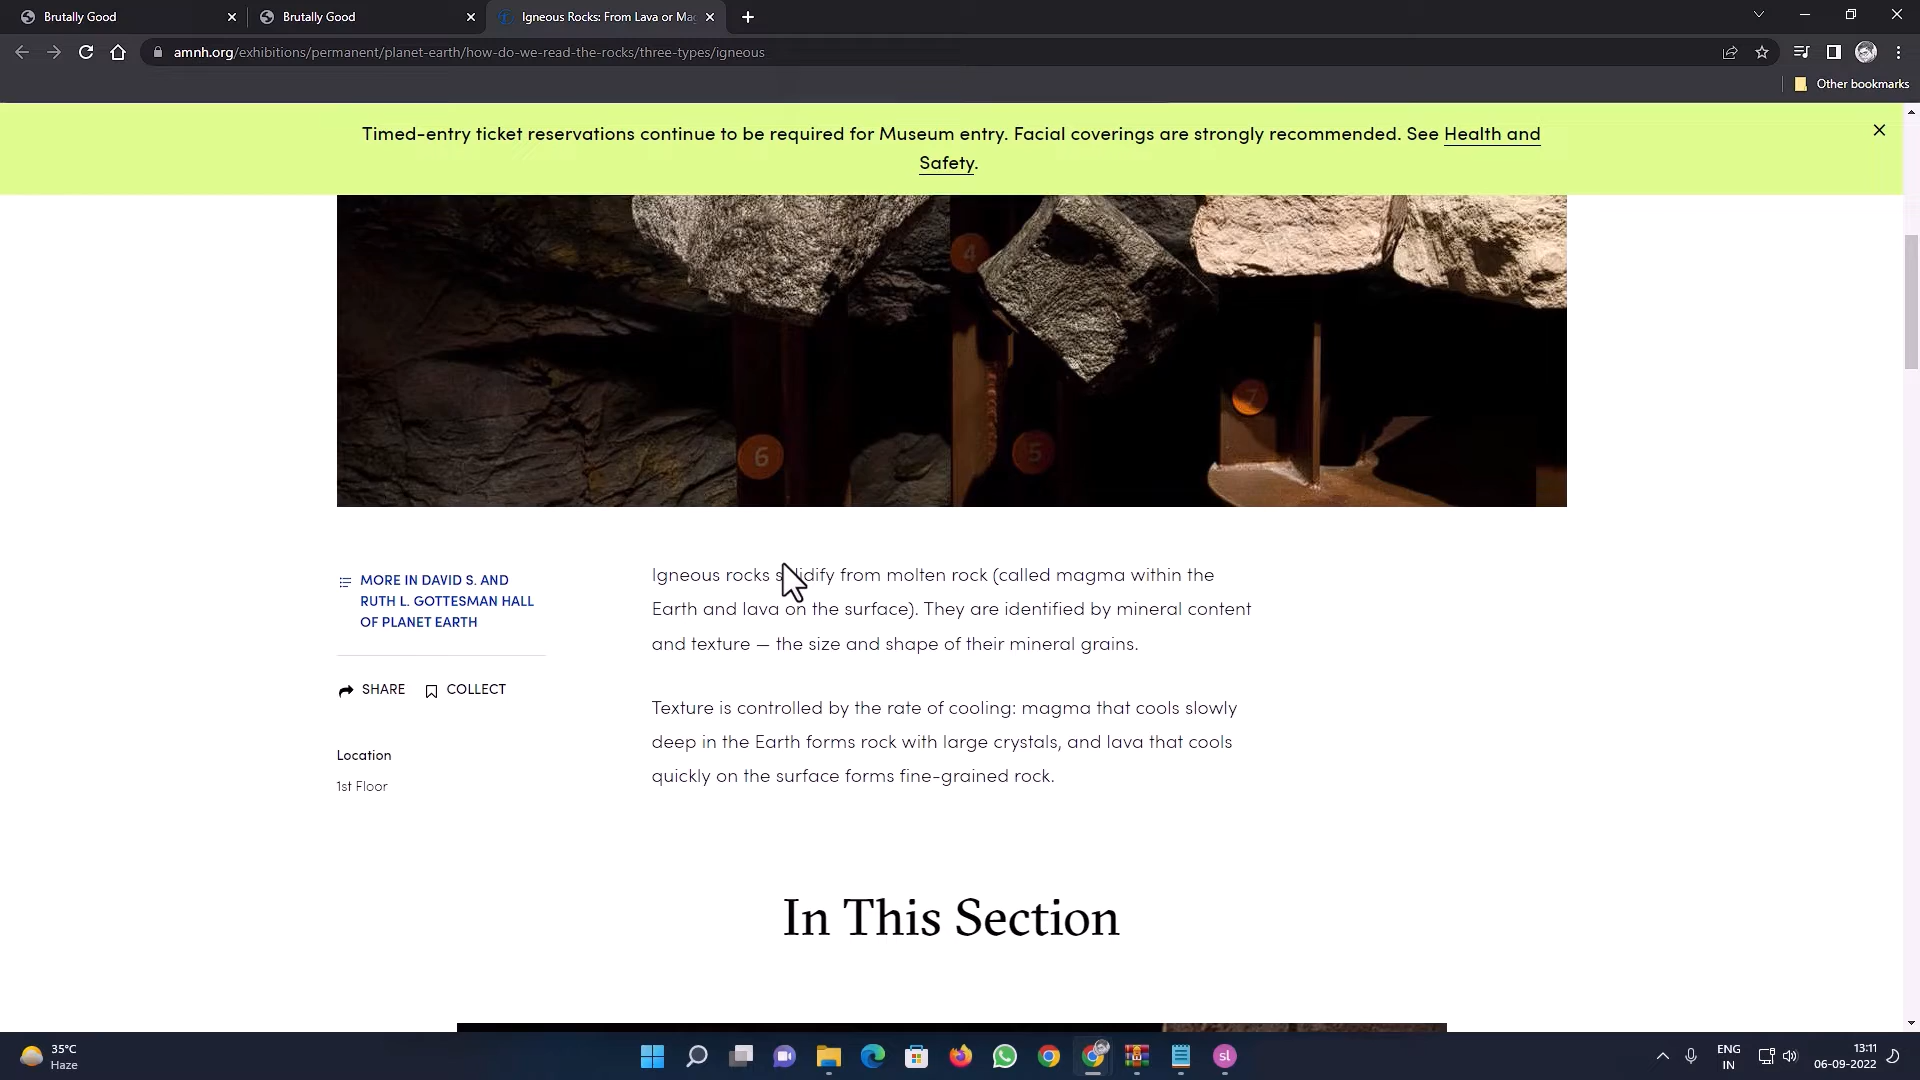 Brutally Good
Brutally Good
Igneous Rocks: From Lava or Ma
amnh.org/exhibitions/permanent/planet-earth/how-do-we-read-the-rocks/three-types/igneous
Other bookmarks
Timed-entry ticket reservations continue to be required for Museum entry. Facial coverings are strongly recommended. See Health and
Safety.
4
7
6
5
MORE IN DAVID S. AND
RUTH L. GOTTESMAN HALL
OF PLANET EARTH
SHARE COLLECT
Location
1st Floor
Igneous rocks solidify from molten rock (called magma within the
Earth and lava on the surface). They are identified by mineral content
and texture — the size and shape of their mineral grains.
Texture is controlled by the rate of cooling: magma that cools slowly
deep in the Earth forms rock with large crystals, and lava that cools
quickly on the surface forms fine-grained rock.
In This Section
35°C
Haze
sl
ENG
IN
13:11
06-09-2022